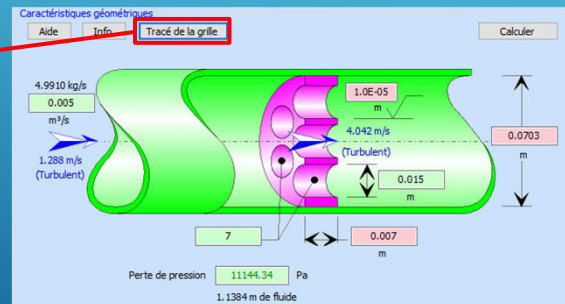 Caractéristiques géométriques
Aide Info Tracé de la grille Calculer
4.9910 kg/s
0.005
m³/s
1.288 m/s
(Turbulent)
1.0E-05
m
4.042 m/s
(Turbulent)
0.0703
m
0.015
m
7
0.007
m
Perte de pression 11144.34 Pa
1.1384 m de fluide